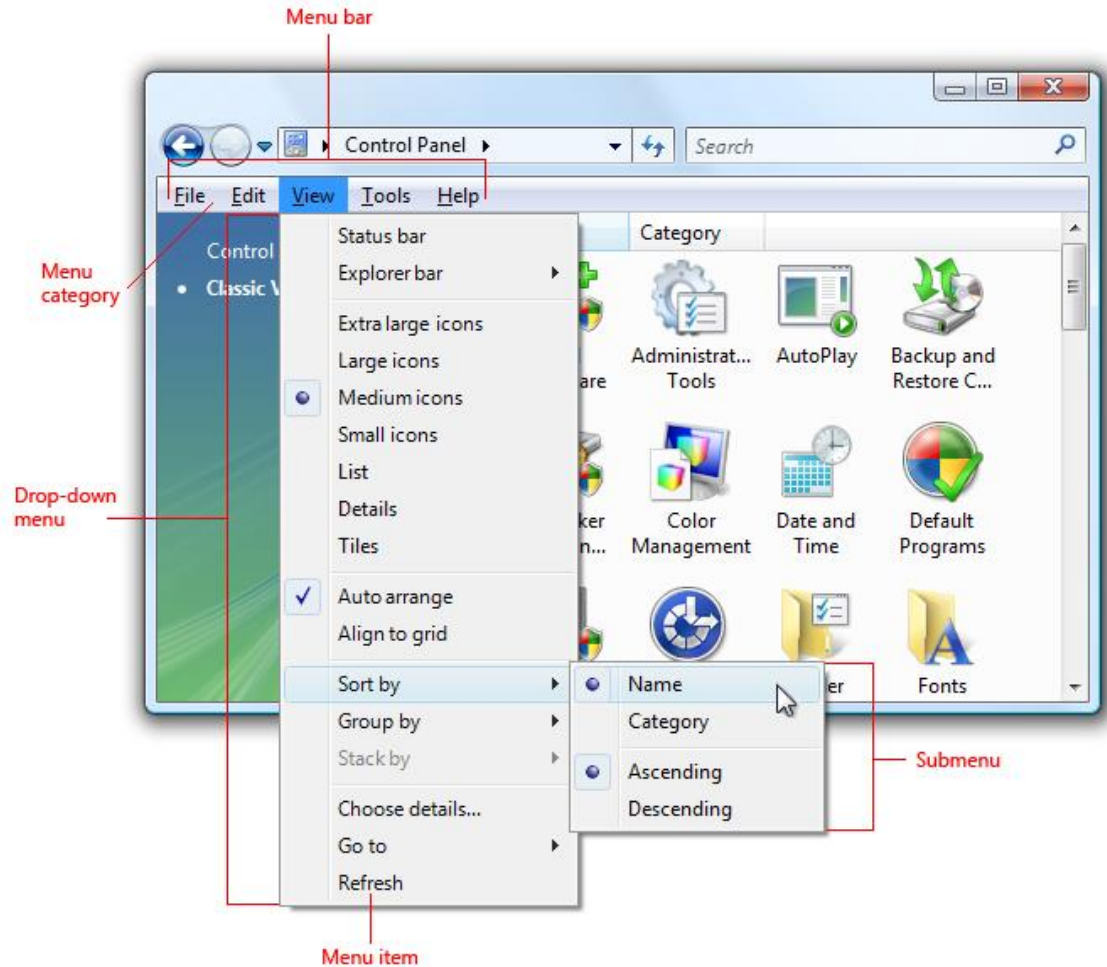 Menu bar
Control Panel
Search
File Edit View Tools Help
Menu
category
Drop-down
menu
Control
Classic V
Status bar
Explorer bar
Extra large icons
Large icons
Medium icons
Small icons
List
Details
Tiles
Auto arrange
Align to grid
Sort by
Group by
Stack by
Choose details...
Go to
Refresh
Category
are
Administrat...
Tools
AutoPlay
Backup and
Restore C...
ker
n...
Color
Management
Date and
Time
Default
Programs
er
Fonts
Name
Category
Ascending
Descending
Submenu
Menu item